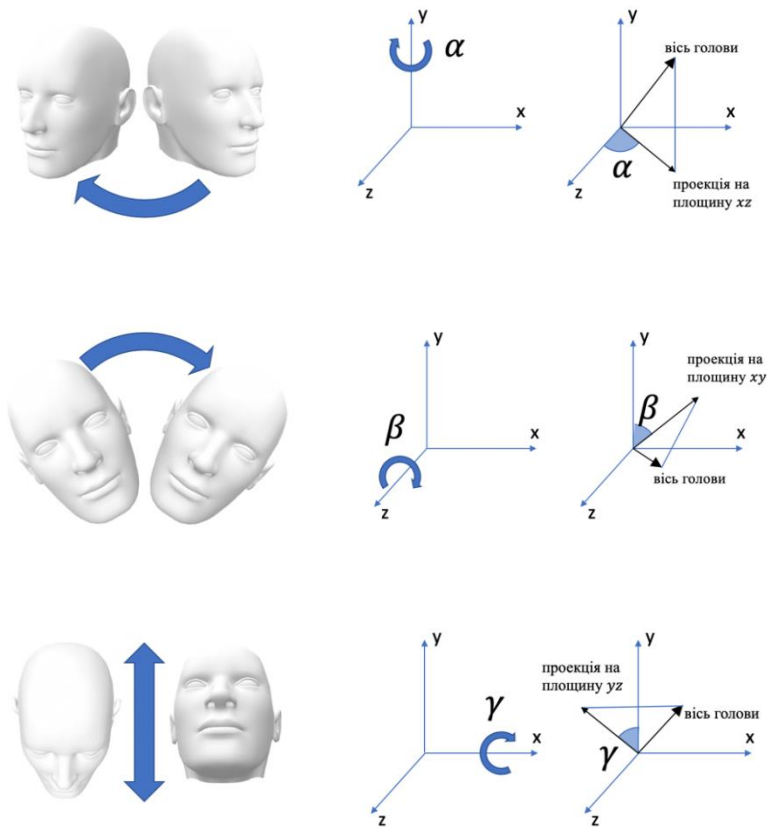 y
α
x
z
y
вісь голови
x
α
z
проекція на
площину xz
y
β
x
z
y
проекція на
площину xy
β
x
вісь голови
z
y
γ
x
z
y
проекція на
площину yz
вісь голови
x
γ
z